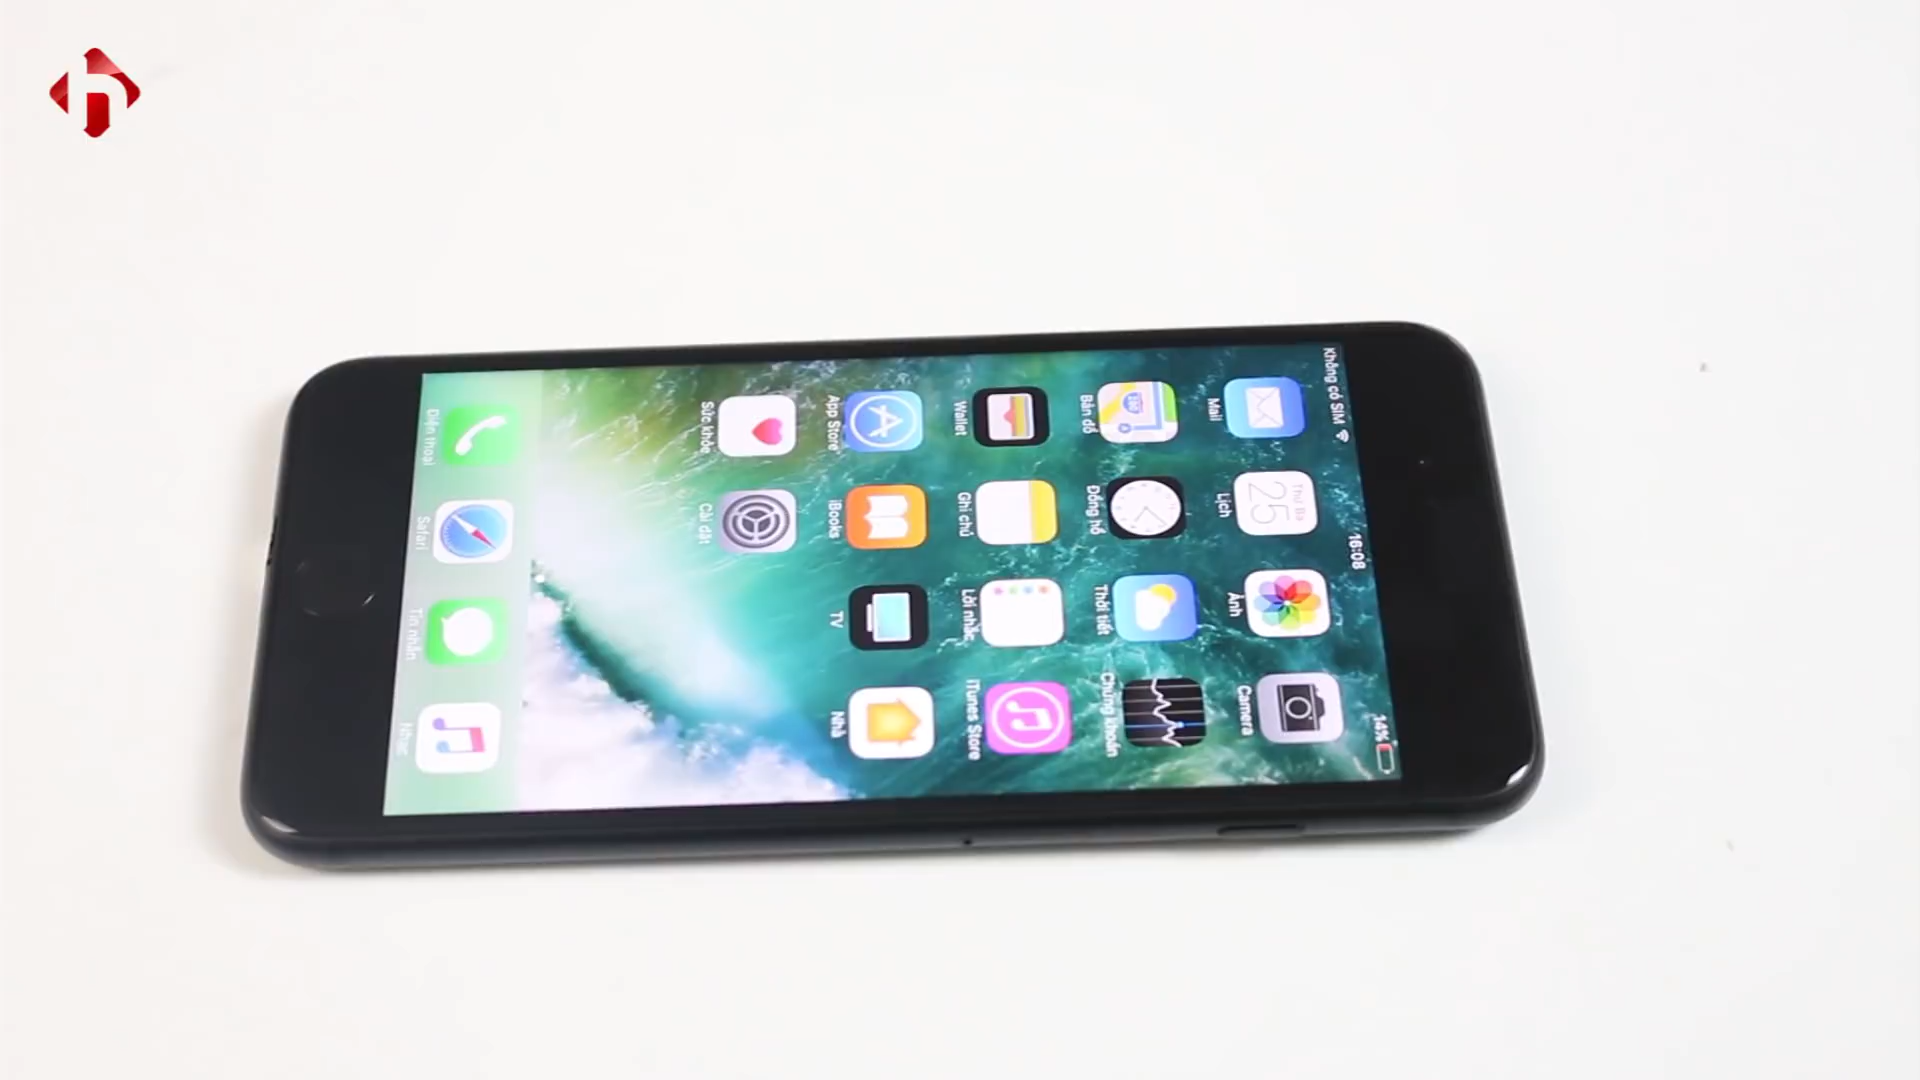 Không có SIM
16:08
14%
Mail
Thứ Ba
25
Lịch
Ảnh
Camera
Bản đồ
Đồng hồ
Thời tiết
Chứng khoán
Wallet
Ghi chú
Lời nhắc
iTunes Store
App Store
iBooks
TV
Nhà
Sức khỏe
Cài đặt
Điện thoại
Safari
Tin nhắn
Nhạc